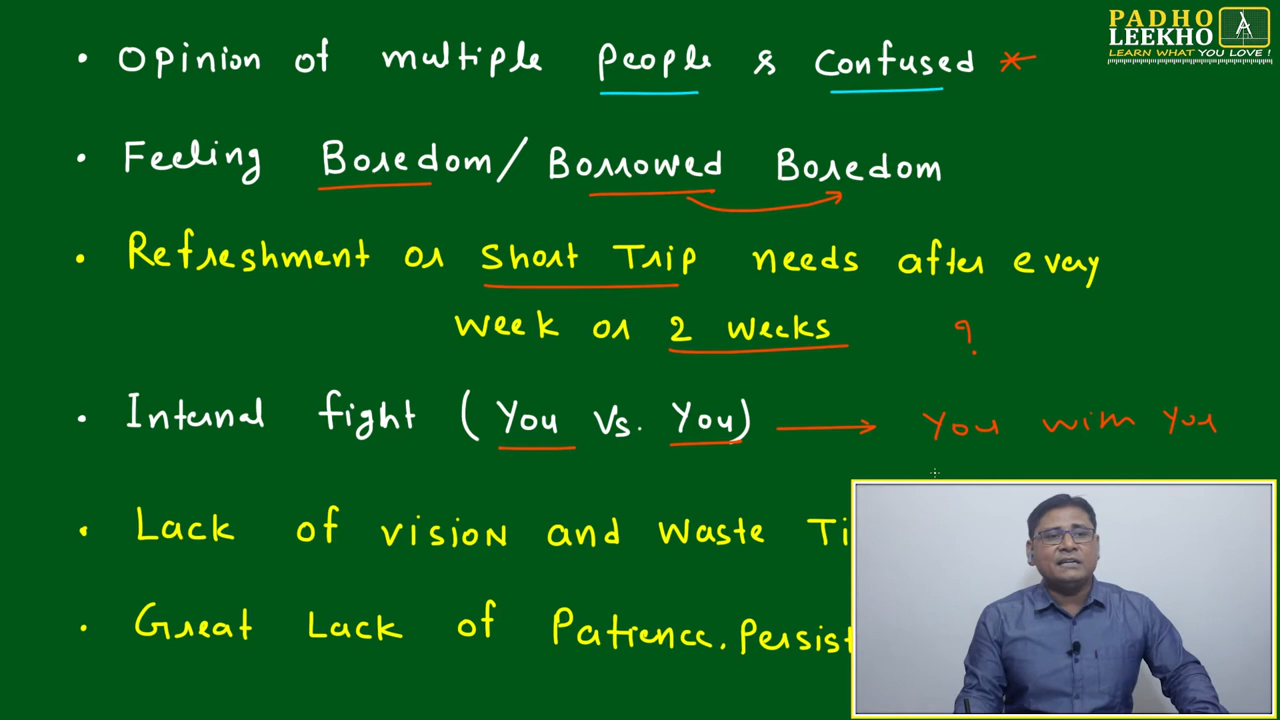 PADHO
LEEKHO
LEARN WHAT YOU LOVE !
• Opinion of multiple People & Confused *
• Feeling Boredom/ Borrowed Boredom
• Refreshment or Short Trip needs after evay
week or 2 weeks ?
• Internal fight ( You Vs. You) → You with You
• Lack of vision and waste Ti
• Great Lack of Patience. Persist